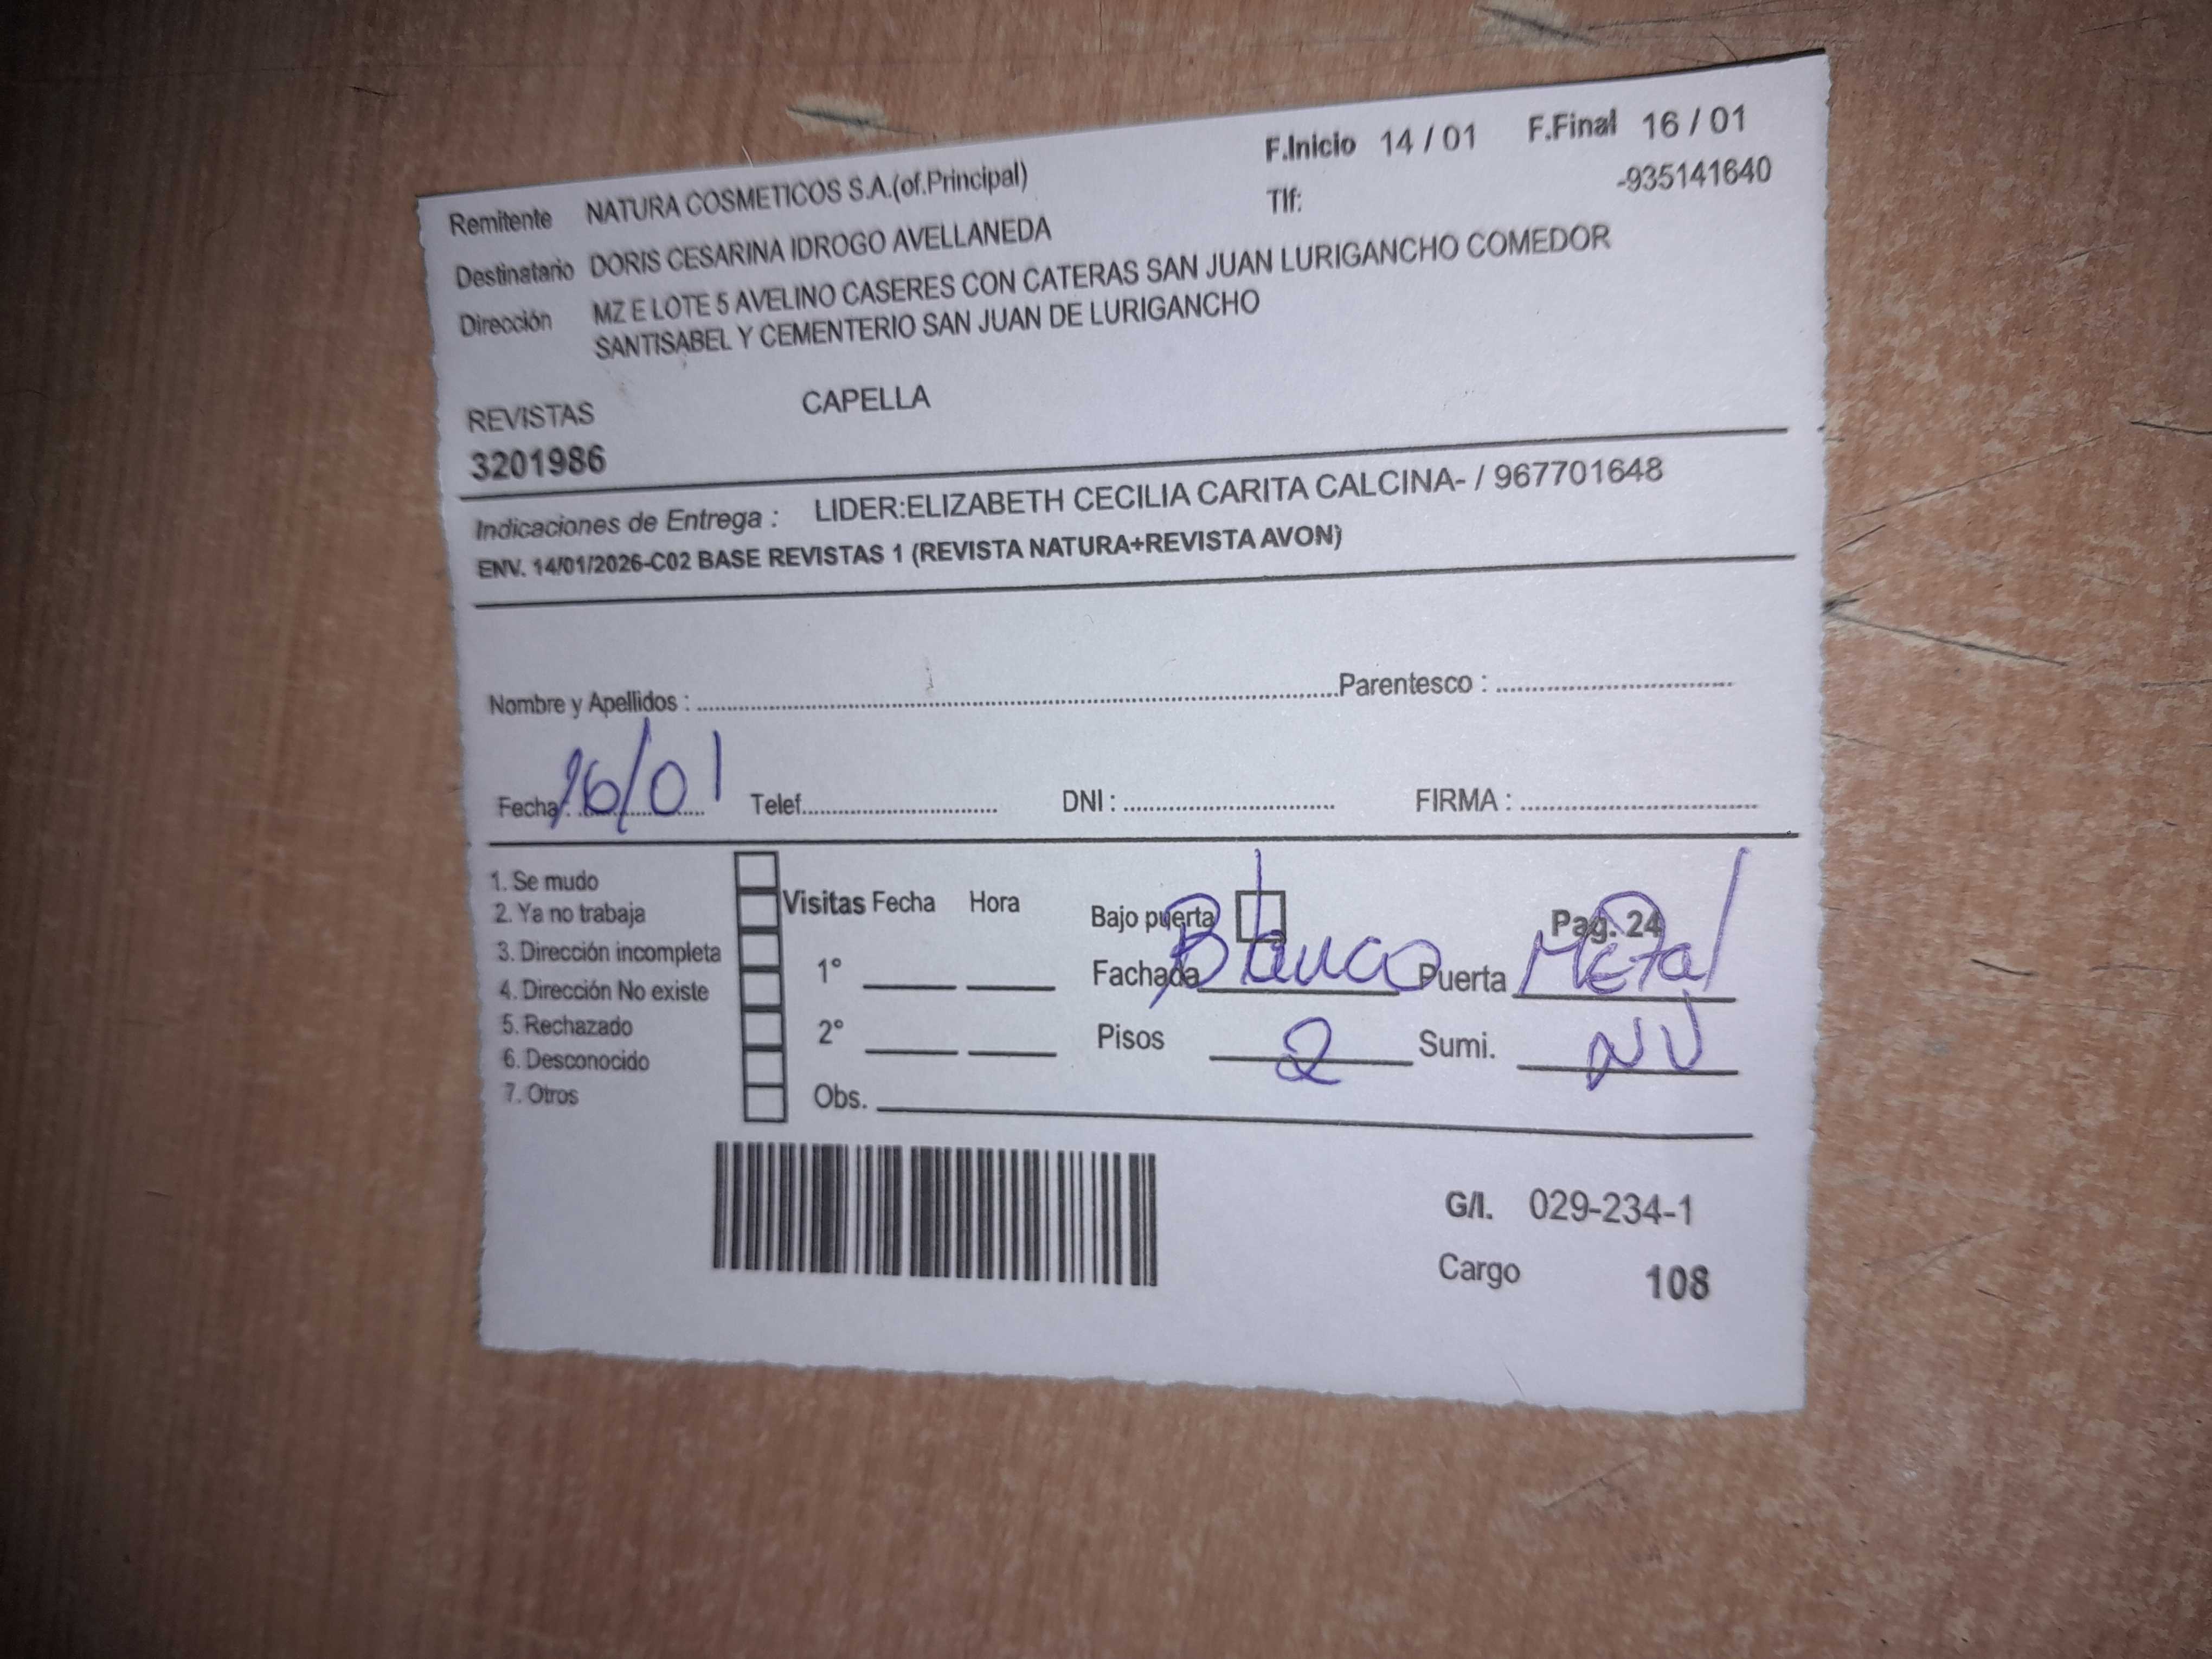 F.Inicio 14 / 01 F.Final 16 / 01
Remitente NATURA COSMETICOS S.A.(of.Principal) Tlf: -935141640
Destinatario DORIS CESARINA IDROGO AVELLANEDA
Dirección MZ E LOTE 5 AVELINO CASERES CON CATERAS SAN JUAN LURIGANCHO COMEDOR
SANTISABEL Y CEMENTERIO SAN JUAN DE LURIGANCHO
REVISTAS CAPELLA
3201986
Indicaciones de Entrega : LIDER:ELIZABETH CECILIA CARITA CALCINA- / 967701648
ENV. 14/01/2026-C02 BASE REVISTAS 1 (REVISTA NATURA+REVISTA AVON)
Nombre y Apellidos : Parentesco :
Fecha: 16/01 Telef. DNI : FIRMA :
1. Se mudo
2. Ya no trabaja
3. Dirección incompleta
4. Dirección No existe
5. Rechazado
6. Desconocido
7. Otros
Visitas Fecha Hora
1° ____ ____
2° ____ ____
Obs.
Bajo puerta Pag. 24
Fachada Blanco Puerta Metal
Pisos 2 Sumi. NV
G/I. 029-234-1
Cargo 108